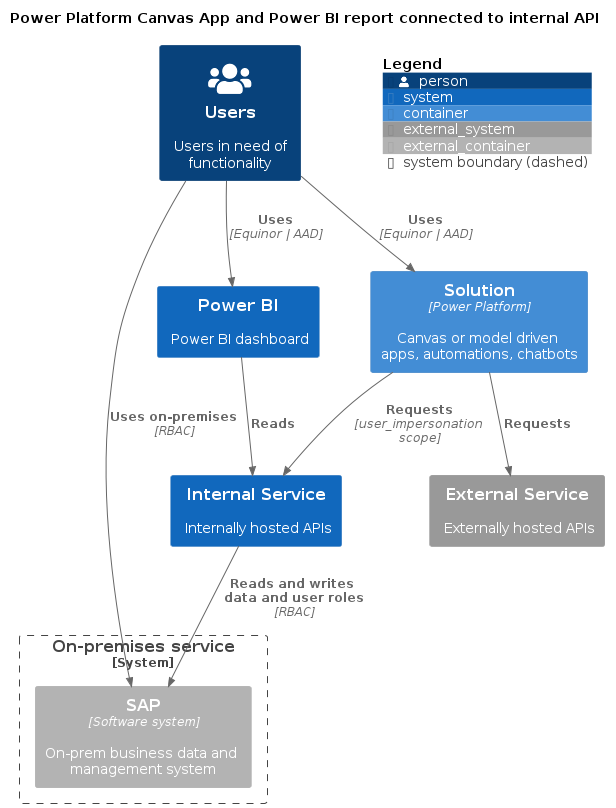 Power Platform Canvas App and Power BI report connected to internal API
Users
Users in need of
functionality
Legend
person
system
container
external_system
external_container
system boundary (dashed)
Uses
[Equinor | AAD]
Uses
[Equinor | AAD]
Power BI
Power BI dashboard
Solution
[Power Platform]
Canvas or model driven
apps, automations, chatbots
Uses on-premises
[RBAC]
Reads
Requests
[user_impersonation
scope]
Requests
Internal Service
Internally hosted APIs
External Service
Externally hosted APIs
Reads and writes
data and user roles
[RBAC]
On-premises service
[System]
SAP
[Software system]
On-prem business data and
management system